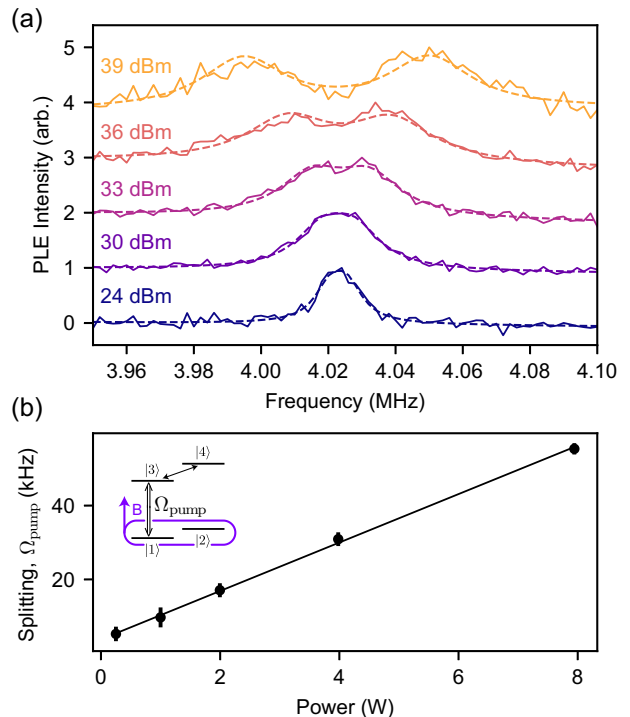 (a)
PLE Intensity (arb.)
5
4
3
2
1
0
39 dBm
36 dBm
33 dBm
30 dBm
24 dBm
3.96 3.98 4.00 4.02 4.04 4.06 4.08 4.10
Frequency (MHz)
(b)
Splitting, Ω_pump (kHz)
40
20
|4⟩
|3⟩
B
Ω_pump
|1⟩
|2⟩
0 2 4 6 8
Power (W)